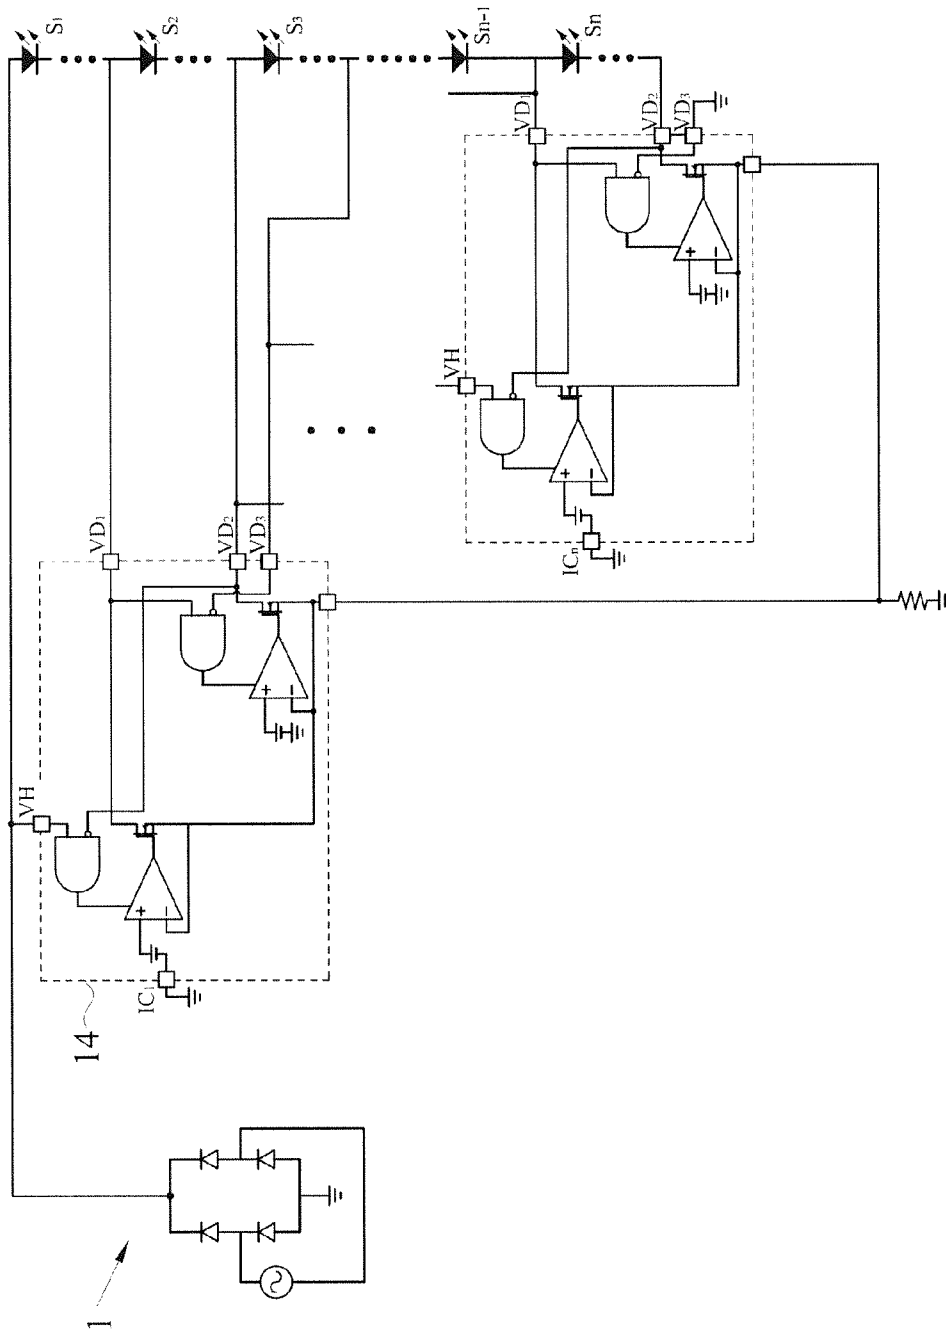 S1
S2
S3
Sn-1
Sn
VD1
VD2
VD3
VH
+
−
+
−
ICn
VD1
VD2
VD3
VH
+
−
+
−
IC1
14
1